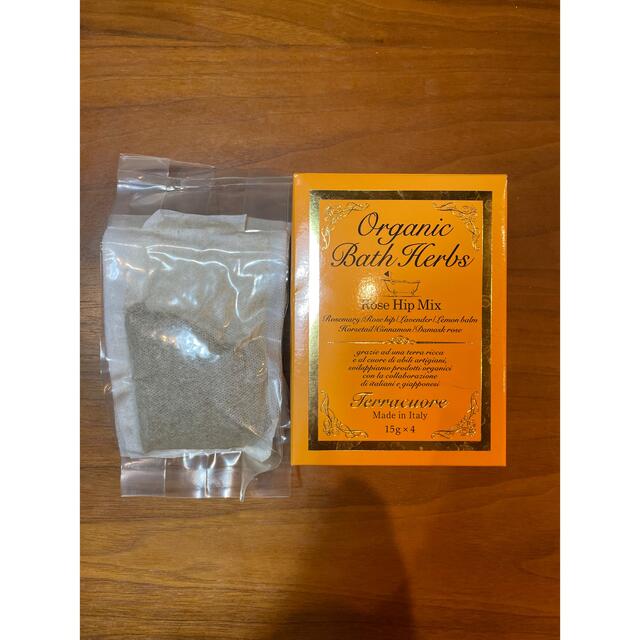 Organic
Bath Herbs
Rose Hip Mix
Rosemary/Rose hip/Lavender/Lemon balm
Horsetail/Cinnamon/Damask rose
grazie ad una terra ricca
e al cuore di abili artigiani,
sviluppiamo prodotti organici
con la collaborazione
di italiani e giapponesi
Terracuore
Made in Italy
15g×4